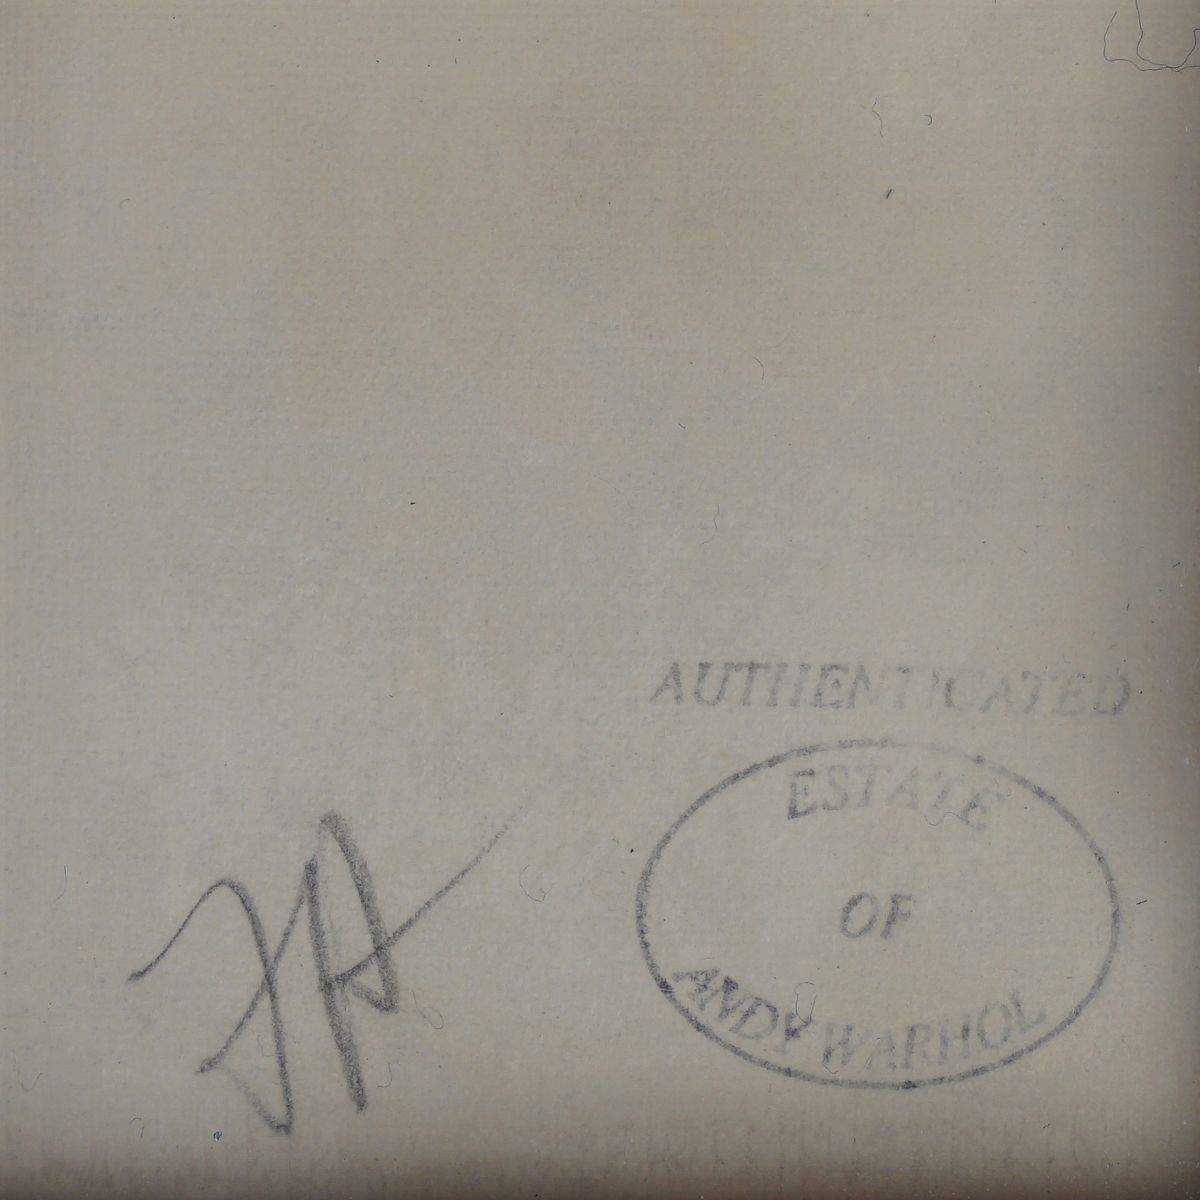 AUTHENTICATED
ESTATE
OF
ANDY WARHOL